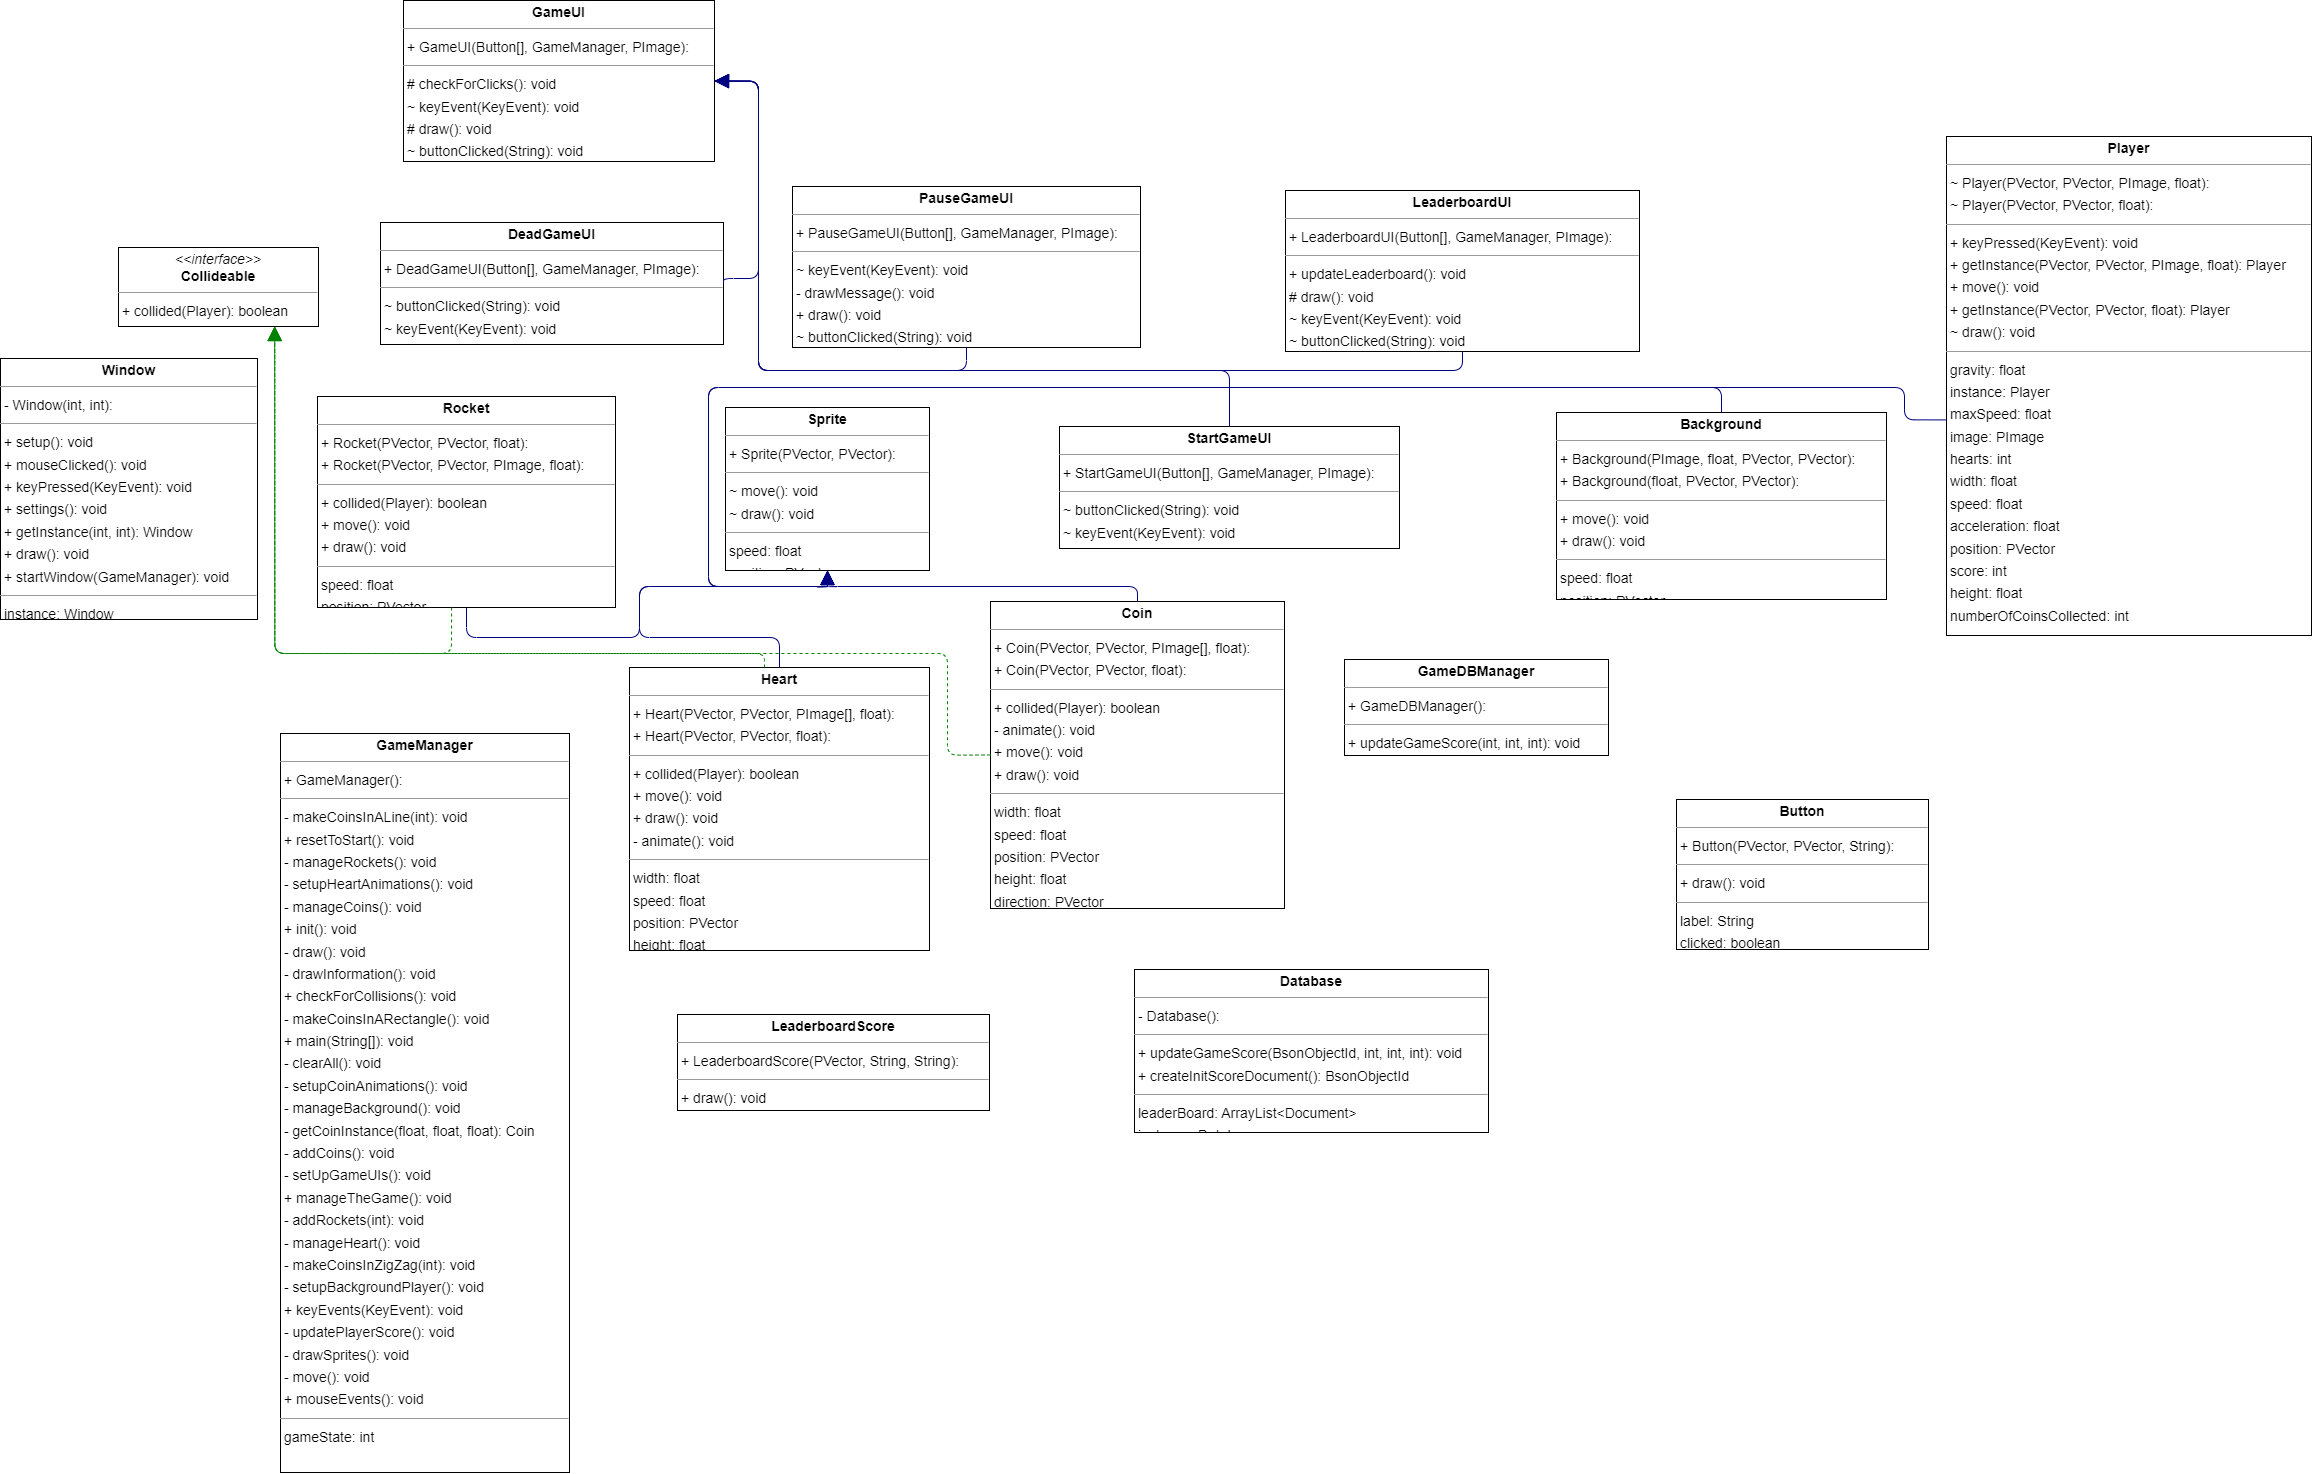 GameUI
+ GameUI(Button[], GameManager, PImage):
# checkForClicks(): void
~ keyEvent(KeyEvent): void
# draw(): void
~ buttonClicked(String): void
Player
~ Player(PVector, PVector, PImage, float):
~ Player(PVector, PVector, float):
+ keyPressed(KeyEvent): void
+ getInstance(PVector, PVector, PImage, float): Player
+ move(): void
+ getInstance(PVector, PVector, float): Player
~ draw(): void
gravity: float
instance: Player
maxSpeed: float
image: PImage
hearts: int
width: float
speed: float
acceleration: float
position: PVector
score: int
height: float
numberOfCoinsCollected: int
PauseGameUI
+ PauseGameUI(Button[], GameManager, PImage):
~ keyEvent(KeyEvent): void
- drawMessage(): void
+ draw(): void
~ buttonClicked(String): void
LeaderboardUI
+ LeaderboardUI(Button[], GameManager, PImage):
+ updateLeaderboard(): void
# draw(): void
~ keyEvent(KeyEvent): void
~ buttonClicked(String): void
DeadGameUI
+ DeadGameUI(Button[], GameManager, PImage):
~ buttonClicked(String): void
~ keyEvent(KeyEvent): void
<<interface>>
Collideable
+ collided(Player): boolean
Window
- Window(int, int):
+ setup(): void
+ mouseClicked(): void
+ keyPressed(KeyEvent): void
+ settings(): void
+ getInstance(int, int): Window
+ draw(): void
+ startWindow(GameManager): void
instance: Window
Rocket
+ Rocket(PVector, PVector, float):
+ Rocket(PVector, PVector, PImage, float):
+ collided(Player): boolean
+ move(): void
+ draw(): void
speed: float
position: PVector
Sprite
+ Sprite(PVector, PVector):
~ move(): void
~ draw(): void
speed: float
StartGameUI
+ StartGameUI(Button[], GameManager, PImage):
~ buttonClicked(String): void
~ keyEvent(KeyEvent): void
Background
+ Background(PImage, float, PVector, PVector):
+ Background(float, PVector, PVector):
+ move(): void
+ draw(): void
speed: float
Coin
+ Coin(PVector, PVector, PImage[], float):
+ Coin(PVector, PVector, float):
+ collided(Player): boolean
- animate(): void
+ move(): void
+ draw(): void
width: float
speed: float
position: PVector
height: float
direction: PVector
Heart
+ Heart(PVector, PVector, PImage[], float):
+ Heart(PVector, PVector, float):
+ collided(Player): boolean
+ move(): void
+ draw(): void
- animate(): void
width: float
speed: float
position: PVector
height: float
GameDBManager
+ GameDBManager():
+ updateGameScore(int, int, int): void
GameManager
+ GameManager():
- makeCoinsInALine(int): void
+ resetToStart(): void
- manageRockets(): void
- setupHeartAnimations(): void
- manageCoins(): void
+ init(): void
- draw(): void
- drawInformation(): void
+ checkForCollisions(): void
- makeCoinsInARectangle(): void
+ main(String[]): void
- clearAll(): void
- setupCoinAnimations(): void
- manageBackground(): void
- getCoinInstance(float, float, float): Coin
- addCoins(): void
- setUpGameUIs(): void
+ manageTheGame(): void
- addRockets(int): void
- manageHeart(): void
- makeCoinsInZigZag(int): void
- setupBackgroundPlayer(): void
+ keyEvents(KeyEvent): void
- updatePlayerScore(): void
- drawSprites(): void
- move(): void
+ mouseEvents(): void
gameState: int
Button
+ Button(PVector, PVector, String):
+ draw(): void
label: String
clicked: boolean
Database
- Database():
+ updateGameScore(BsonObjectId, int, int, int): void
+ createInitScoreDocument(): BsonObjectId
leaderBoard: ArrayList<Document>
LeaderboardScore
+ LeaderboardScore(PVector, String, String):
+ draw(): void